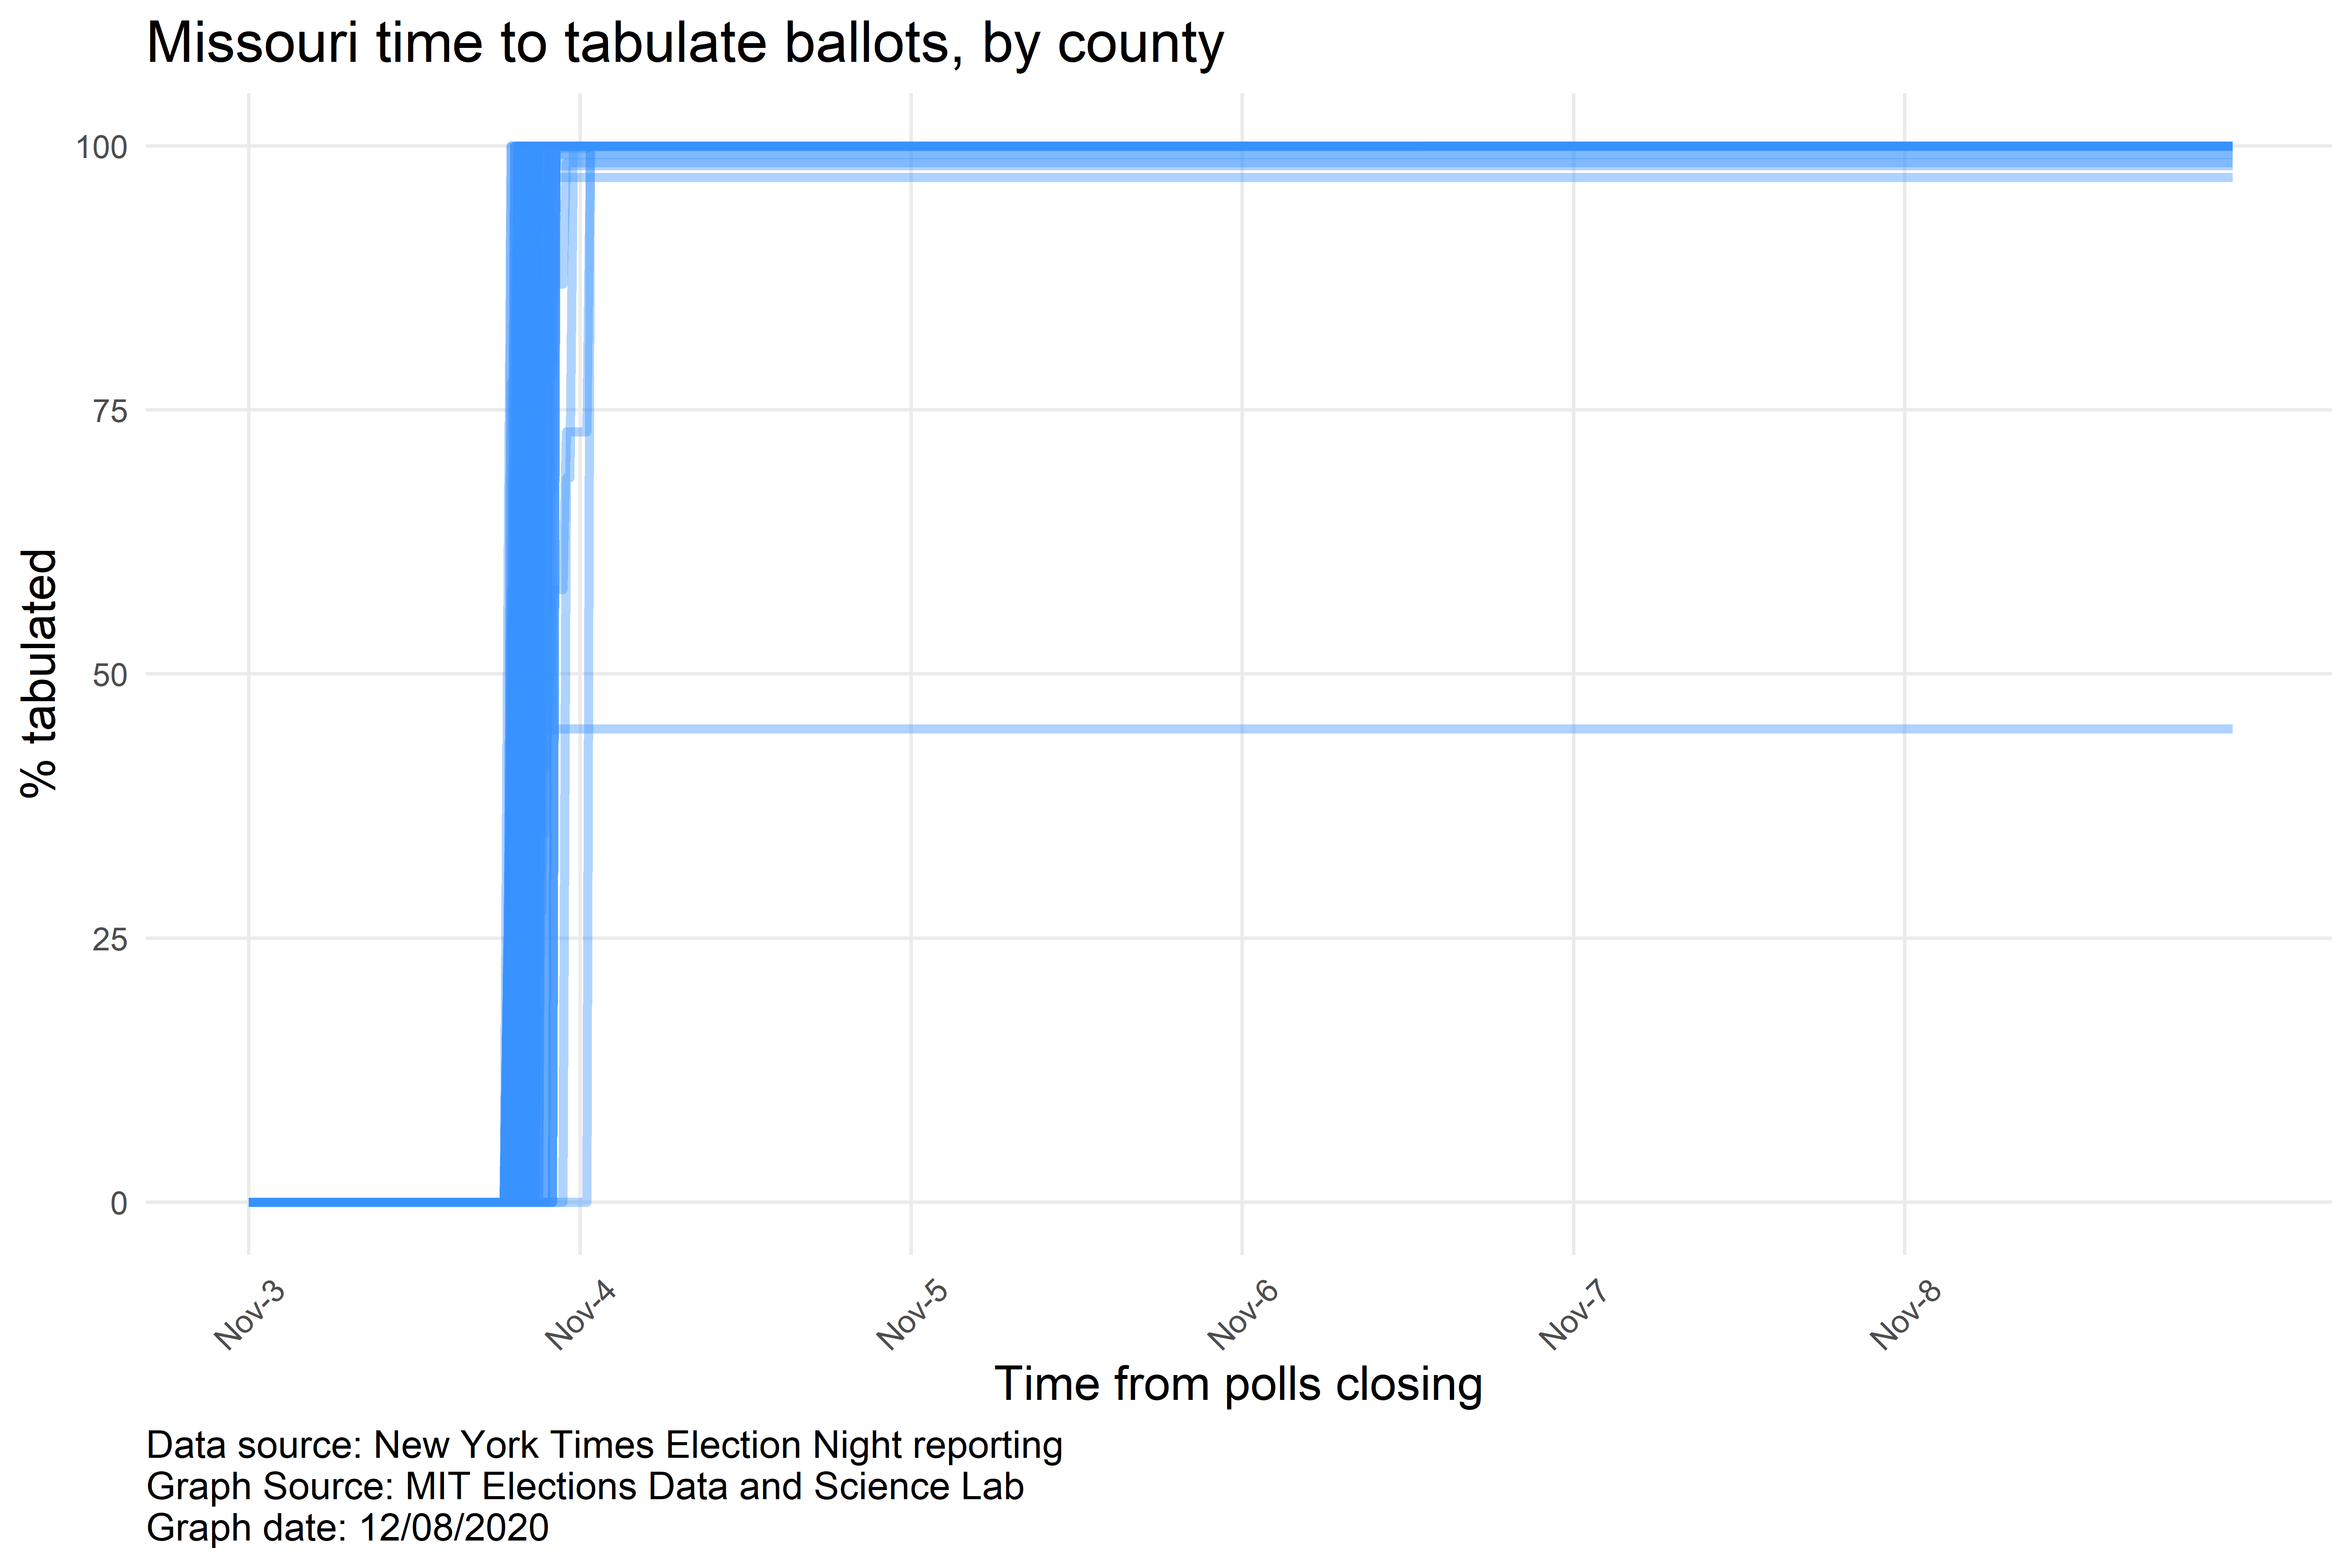 Missouri time to tabulate ballots, by county
100
75
50
25
0
% tabulated
Nov-3
Nov-4
Nov-5
Nov-6
Nov-7
Nov-8
Time from polls closing
Data source: New York Times Election Night reporting
Graph Source: MIT Elections Data and Science Lab
Graph date: 12/08/2020